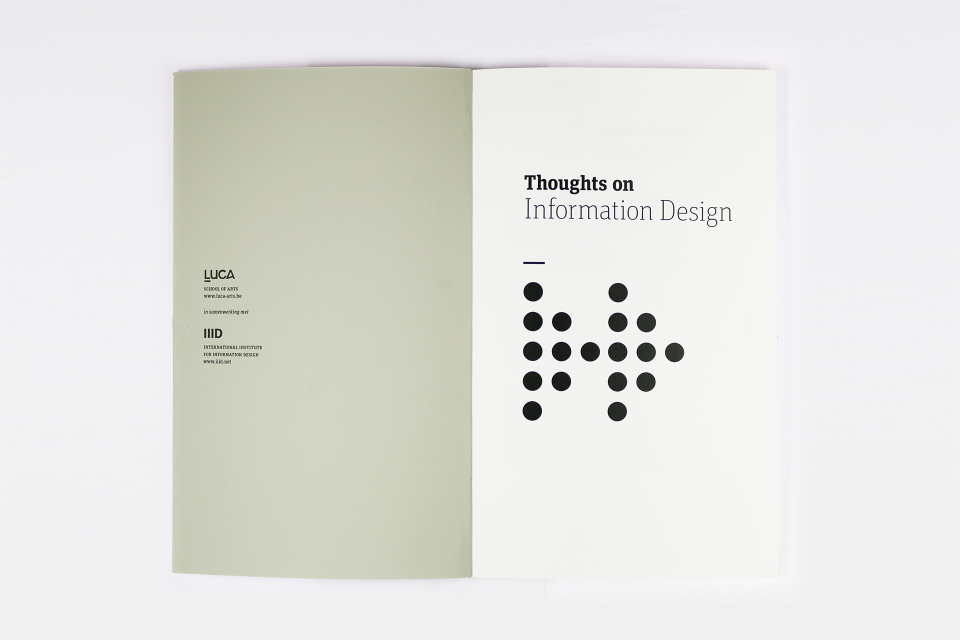 LUCA
SCHOOL OF ARTS
www.luca-arts.be
in samenwerking met
IIID
INTERNATIONAL INSTITUTE
FOR INFORMATION DESIGN
www.iiid.net
Thoughts on
Information Design